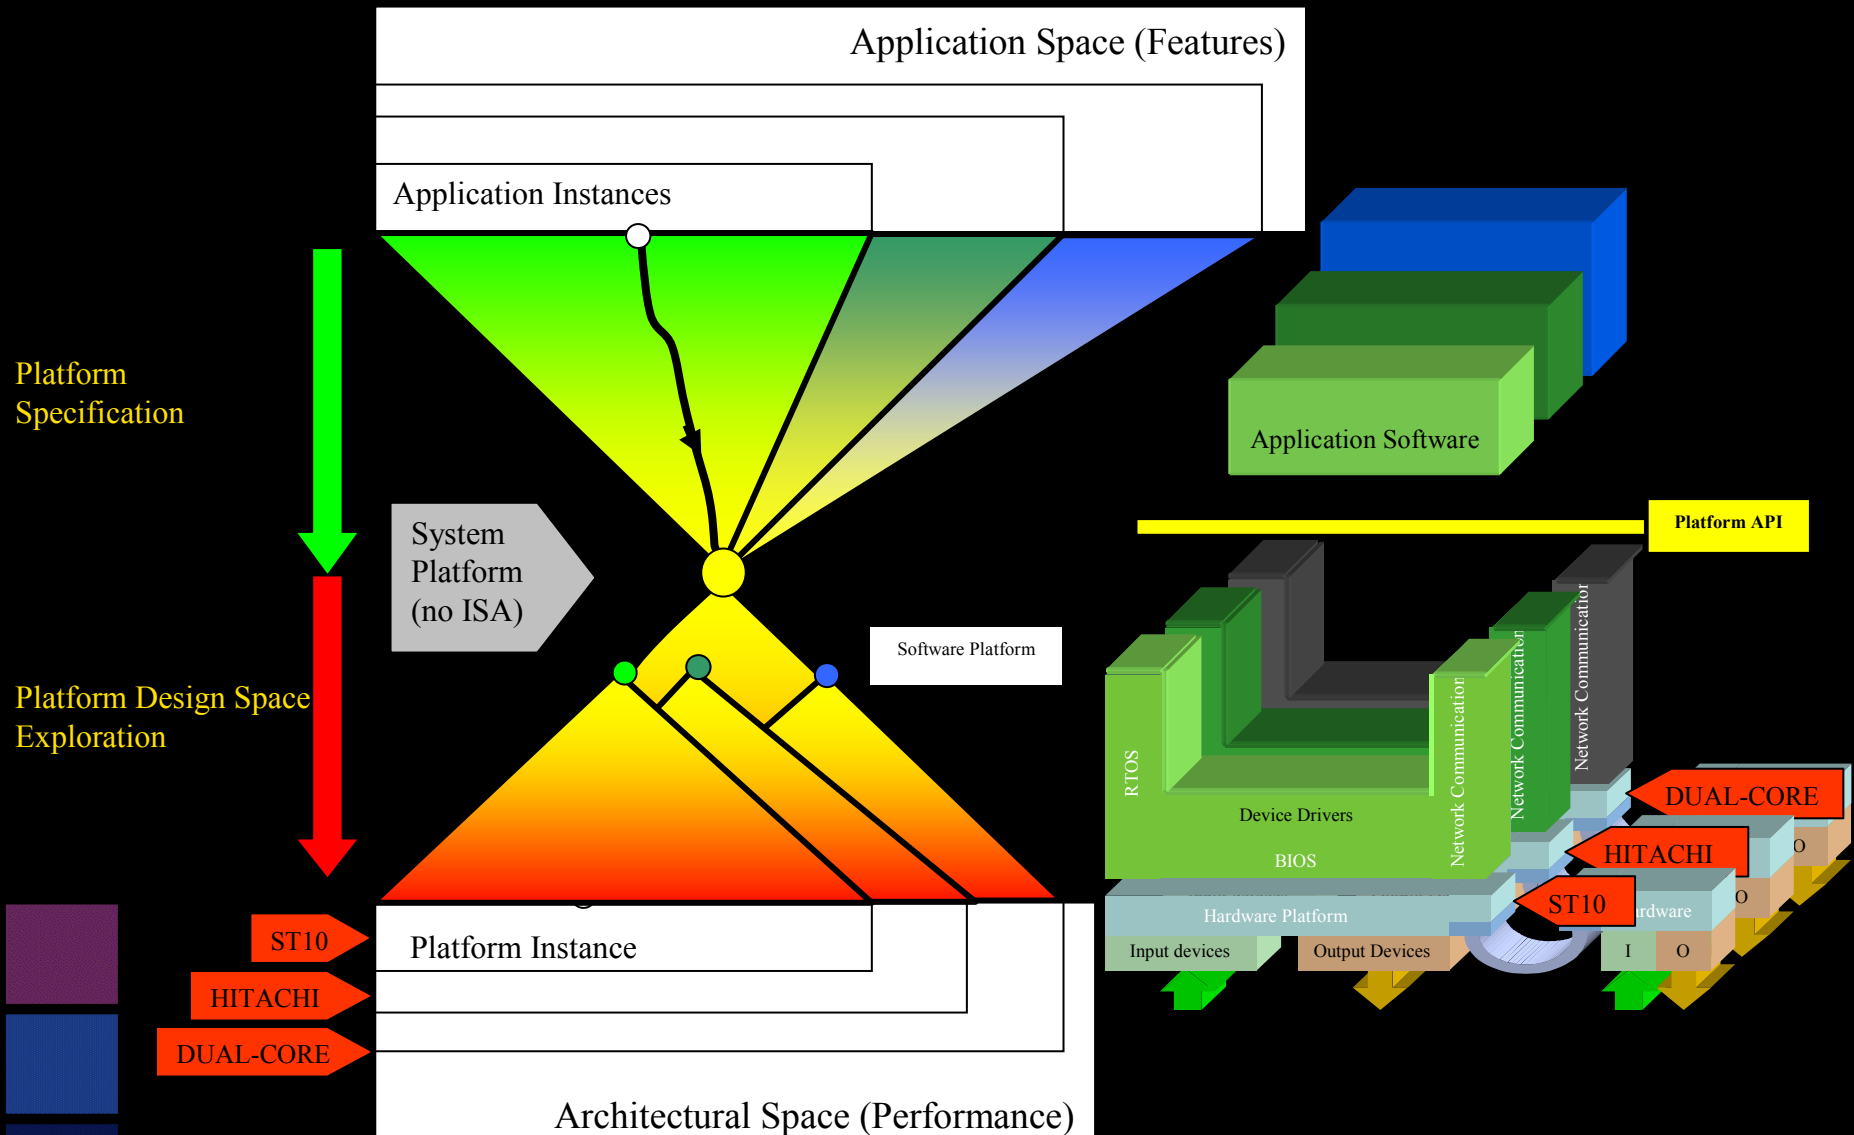 Application Space (Features)
Application Instances
Platform
Specification
System
Platform
(no ISA)
Platform Design Space
Exploration
Application Software
Platform API
Software Platform
RTOS
Device Drivers
BIOS
Network Communication
Network Communication
Network Communication
DUAL-CORE
HITACHI
ST10
Hardware Platform
Input devices
Output Devices
I
O
O
O
ST10
HITACHI
DUAL-CORE
Platform Instance
Architectural Space (Performance)